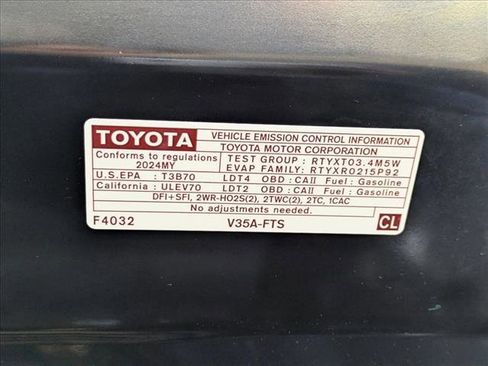 TOYOTA VEHICLE EMISSION CONTROL INFORMATION
TOYOTA MOTOR CORPORATION
Conforms to regulations : 2024MY
TEST GROUP : RTYXT03.4M5W
EVAP FAMILY : RTYXR0215P92
U.S.EPA : T3B70 LDT4 OBD : CAII Fuel : Gasoline
California : ULEV70 LDT2 OBD : CAII Fuel : Gasoline
DFI+SFI, 2WR-HO2S(2), 2TWC(2), 2TC, 1CAC
No adjustments needed.
F4032 V35A-FTS CL